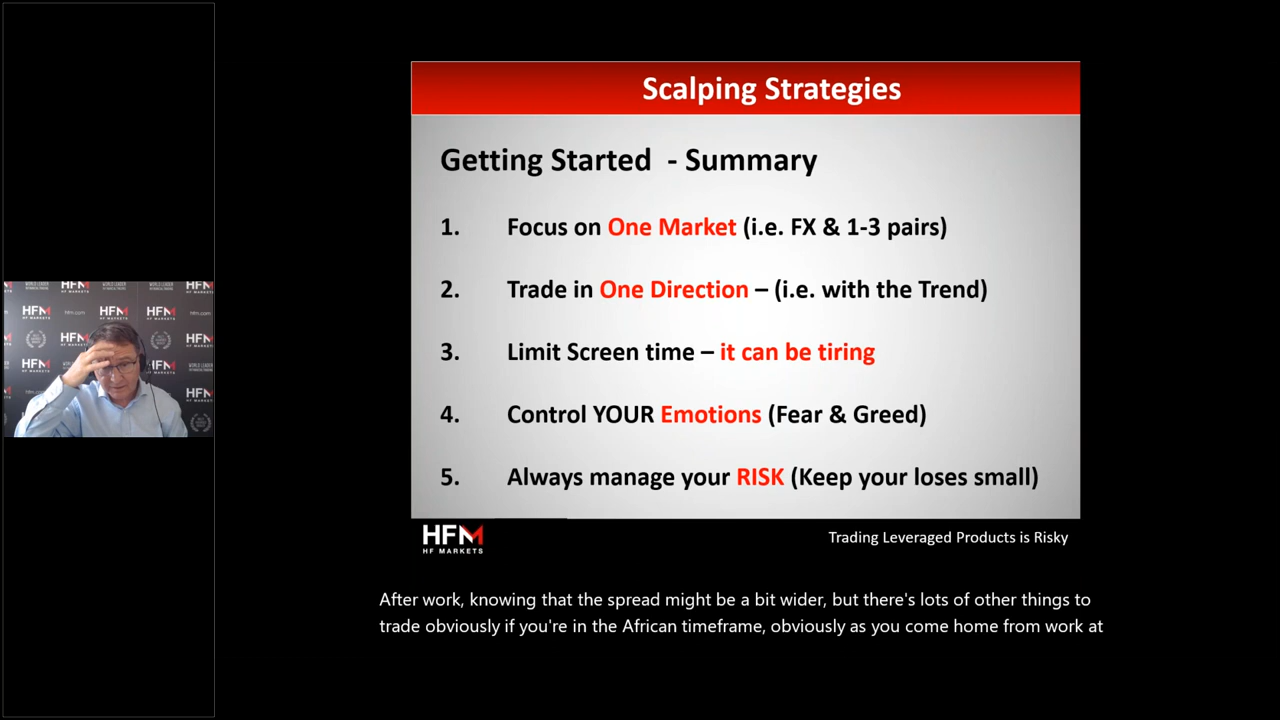 Scalping Strategies
Getting Started - Summary
1. Focus on One Market (i.e. FX & 1-3 pairs)
2. Trade in One Direction – (i.e. with the Trend)
3. Limit Screen time – it can be tiring
4. Control YOUR Emotions (Fear & Greed)
5. Always manage your RISK (Keep your loses small)
HFM
HF MARKETS
Trading Leveraged Products is Risky
After work, knowing that the spread might be a bit wider, but there's lots of other things to
trade obviously if you're in the African timeframe, obviously as you come home from work at
HFM
hfm.com